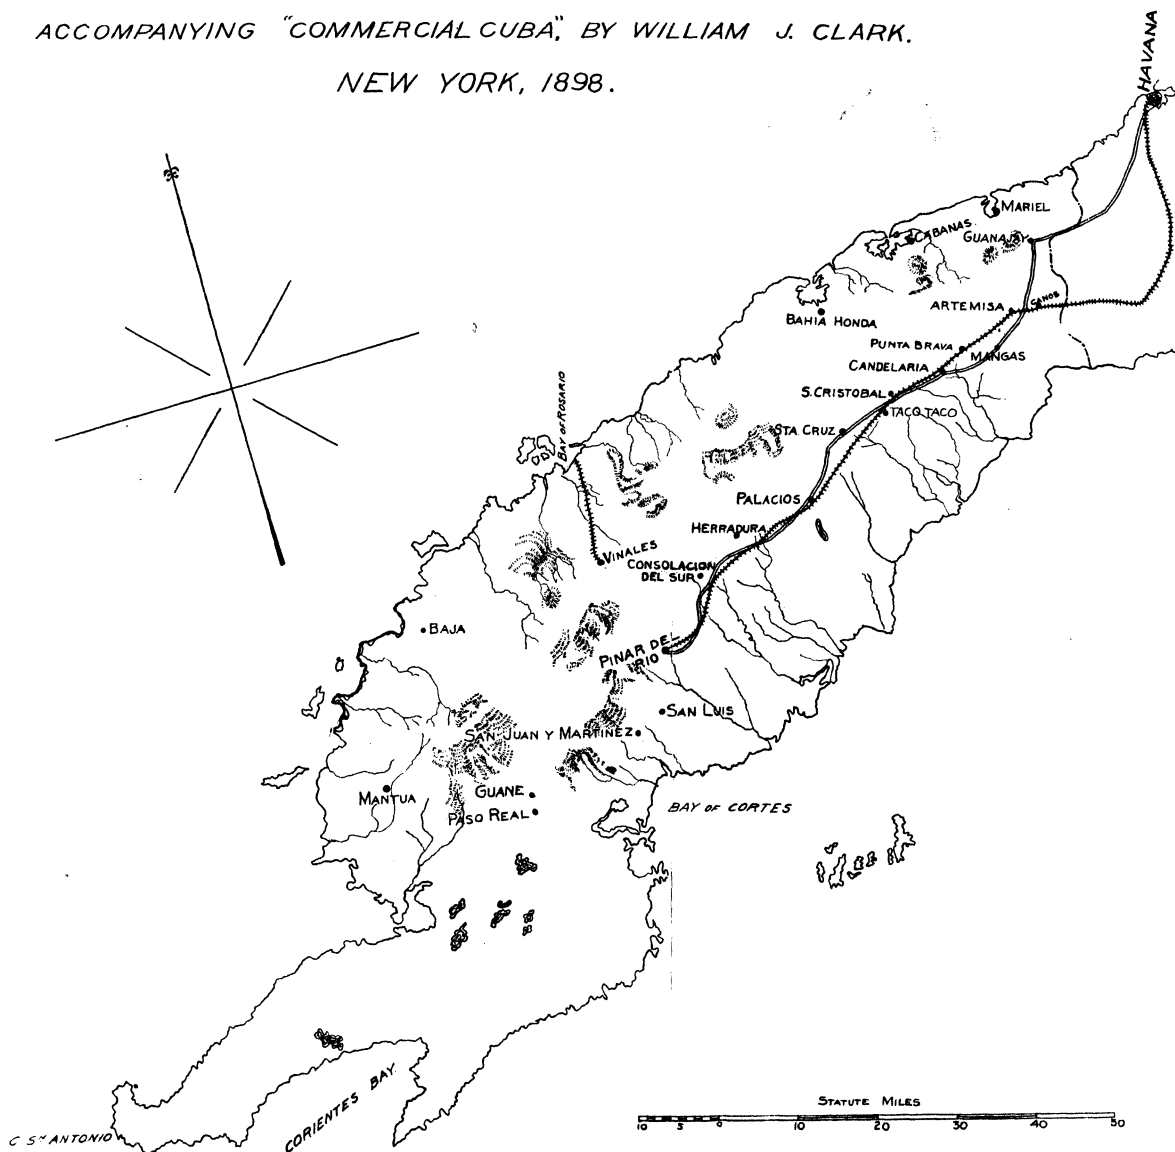 ACCOMPANYING "COMMERCIAL CUBA", BY WILLIAM J. CLARK.
NEW YORK, 1898.
HAVANA
MARIEL
CABANAS
GUANAJAY
ARTEMISA
CANOS
BAHIA HONDA
PUNTA BRAVA
MANGAS
CANDELARIA
S. CRISTOBAL
TACO TACO
STA. CRUZ
BAY OF ROSARIO
PALACIOS
HERRADURA
VINALES
CONSOLACION
DEL SUR
BAJA
PINAR DEL
RIO
SAN LUIS
SAN JUAN Y MARTINEZ
GUANE
MANTUA
PASO REAL
BAY OF CORTES
CORIENTES BAY.
C Sn ANTONIO
STATUTE MILES
10 5 0 10 20 30 40 50